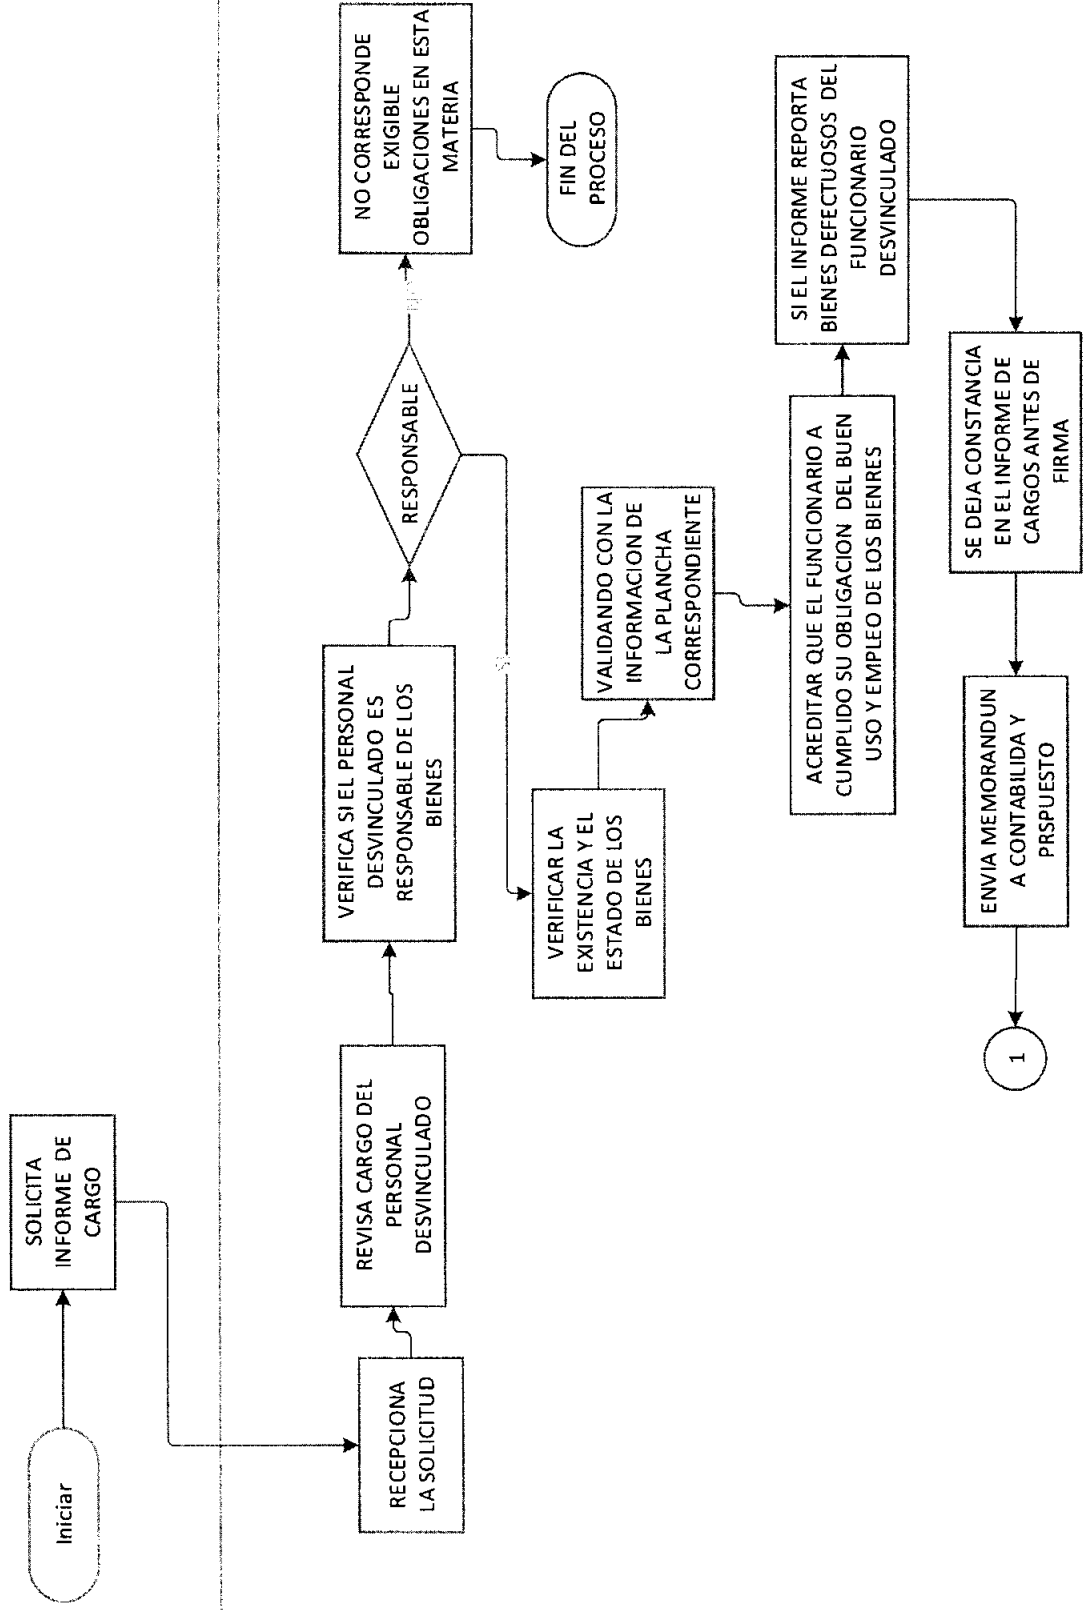 Iniciar
SOLICITA
INFORME DE
CARGO
RECEPCIONA
LA SOLICITUD
REVISA CARGO DEL
PERSONAL
DESVINCULADO
VERIFICA SI EL PERSONAL
DESVINCULADO ES
RESPONSABLE DE LOS
BIENES
RESPONSABLE
NO CORRESPONDE
EXIGIBLE
OBLIGACIONES EN ESTA
MATERIA
FIN DEL
PROCESO
VERIFICAR LA
EXISTENCIA Y EL
ESTADO DE LOS
BIENES
VALIDANDO CON LA
INFORMACION DE
LA PLANCHA
CORRESPONDIENTE
ACREDITAR QUE EL FUNCIONARIO A
CUMPLIDO SU OBLIGACION DEL BUEN
USO Y EMPLEO DE LOS BIENRES
SI EL INFORME REPORTA
BIENES DEFECTUOSOS DEL
FUNCIONARIO
DESVINCULADO
SE DEJA CONSTANCIA
EN EL INFORME DE
CARGOS ANTES DE
FIRMA
ENVIA MEMORANDUN
A CONTABILIDA Y
PRSPUESTO
1